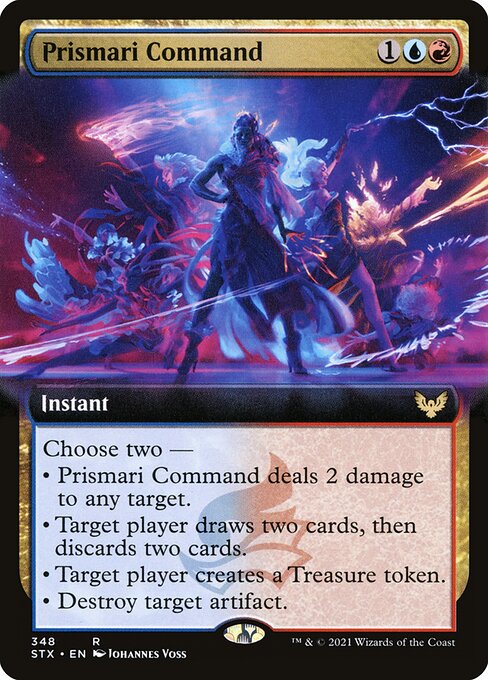 Prismari Command
1
Instant
Choose two —
• Prismari Command deals 2 damage
to any target.
• Target player draws two cards, then
discards two cards.
• Target player creates a Treasure token.
• Destroy target artifact.
348 R
STX • EN Johannes Voss
™ & © 2021 Wizards of the Coast